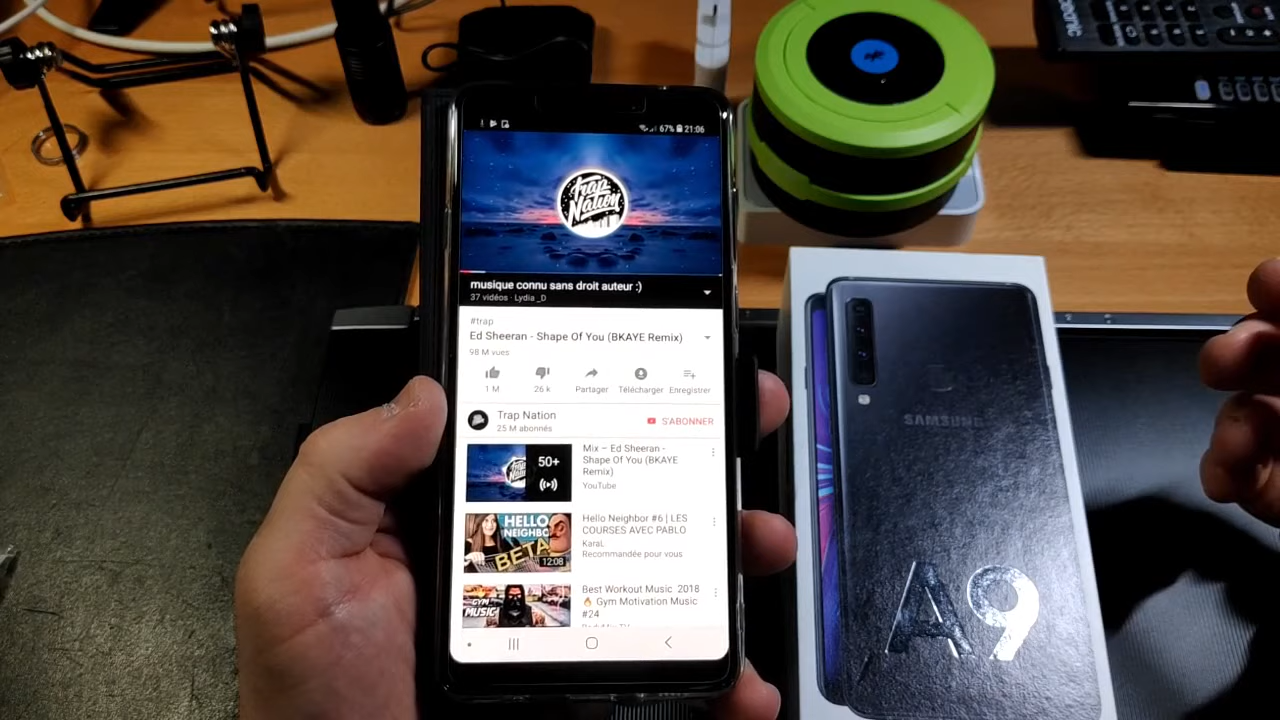 67% 21:06
trap
Nation
musique connu sans droit auteur :)
37 vidéos · Lydia _D
#trap
Ed Sheeran - Shape Of You (BKAYE Remix)
98 M vues
1 M
26 k
Partager
Télécharger
Enregistrer
Trap Nation
25 M abonnés
S'ABONNER
50+
Mix – Ed Sheeran -
Shape Of You (BKAYE
Remix)
YouTube
HELLO
NEIGHBO
BETA
12:08
Hello Neighbor #6 | LES
COURSES AVEC PABLO
KaraL
Recommandée pour vous
GYM
MUSIC
Best Workout Music 2018
🔥 Gym Motivation Music
#24
SAMSUNG
A9